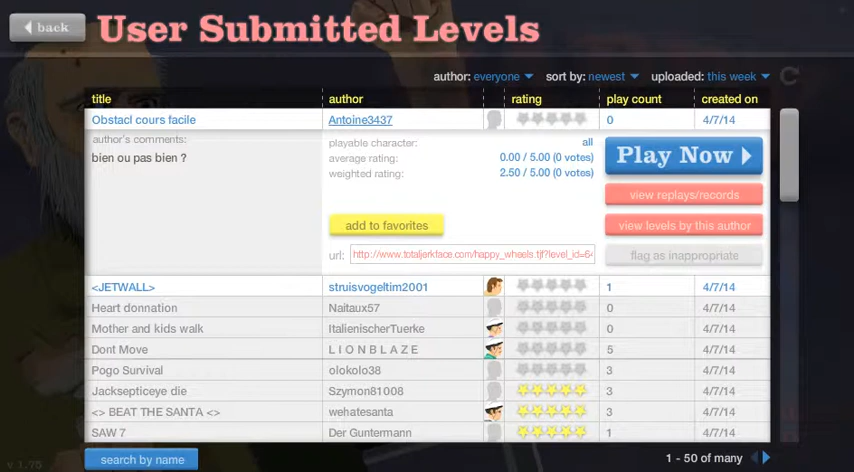 back
User Submitted Levels
author: everyone sort by: newest uploaded: this week
title author rating play count created on
Obstacl cours facile Antoine3437 0 4/7/14
author's comments:
bien ou pas bien ?
playable character: all
average rating: 0.00 / 5.00 (0 votes)
weighted rating: 2.50 / 5.00 (0 votes)
Play Now
view replays/records
add to favorites
view levels by this author
url: http://www.totaljerkface.com/happy_wheels.tjf?level_id=64
flag as inappropriate
<JETWALL> struisvogeltim2001 1 4/7/14
Heart donnation Naitaux57 0 4/7/14
Mother and kids walk ItalienischerTuerke 0 4/7/14
Dont Move L I O N B L A Z E 5 4/7/14
Pogo Survival olokolo38 3 4/7/14
Jacksepticeye die Szymon81008 3 4/7/14
<> BEAT THE SANTA <> wehatesanta 3 4/7/14
SAW 7 Der Guntermann 1 4/7/14
v 1.75
search by name
1 - 50 of many